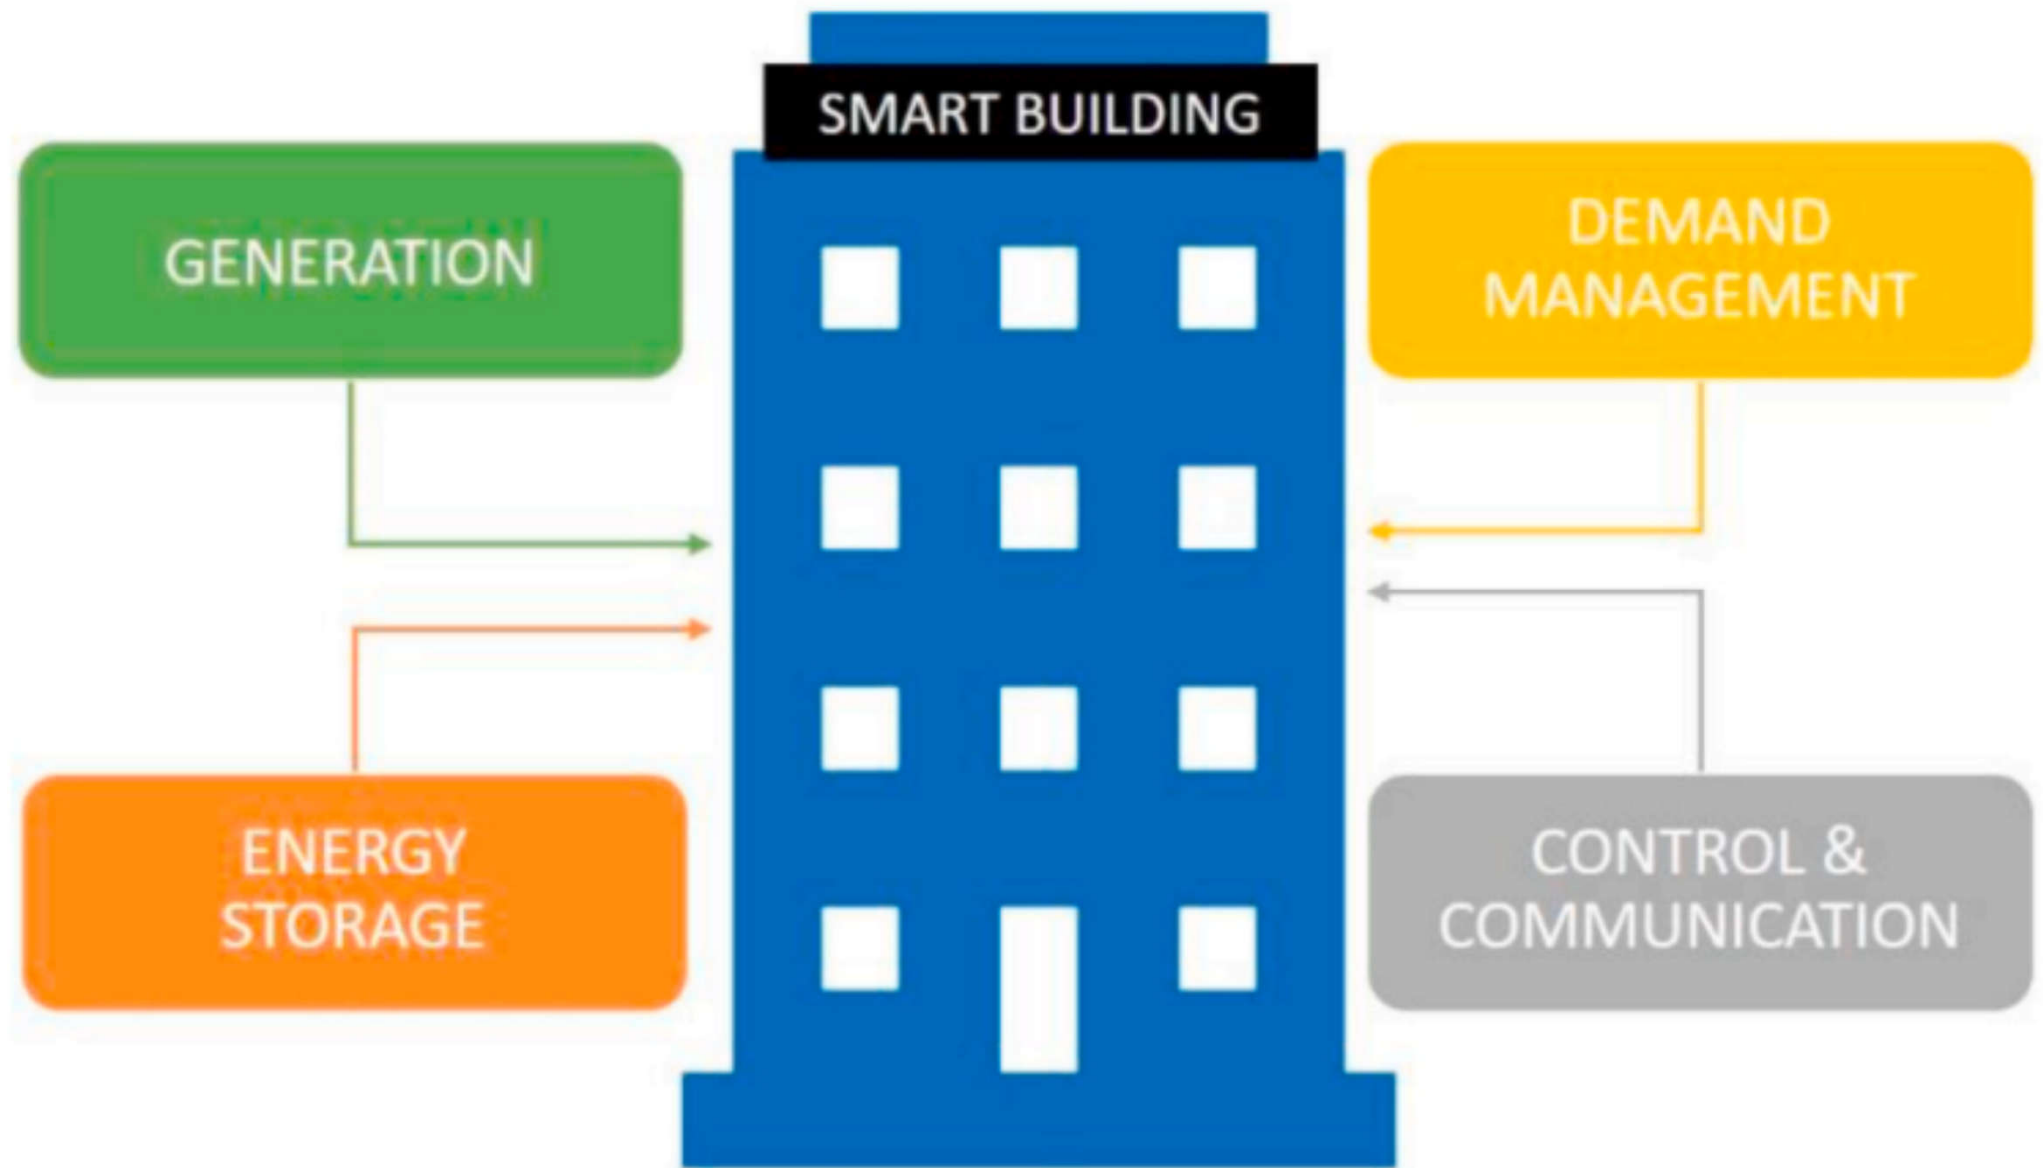 SMART BUILDING
GENERATION
DEMAND
MANAGEMENT
ENERGY
STORAGE
CONTROL &
COMMUNICATION